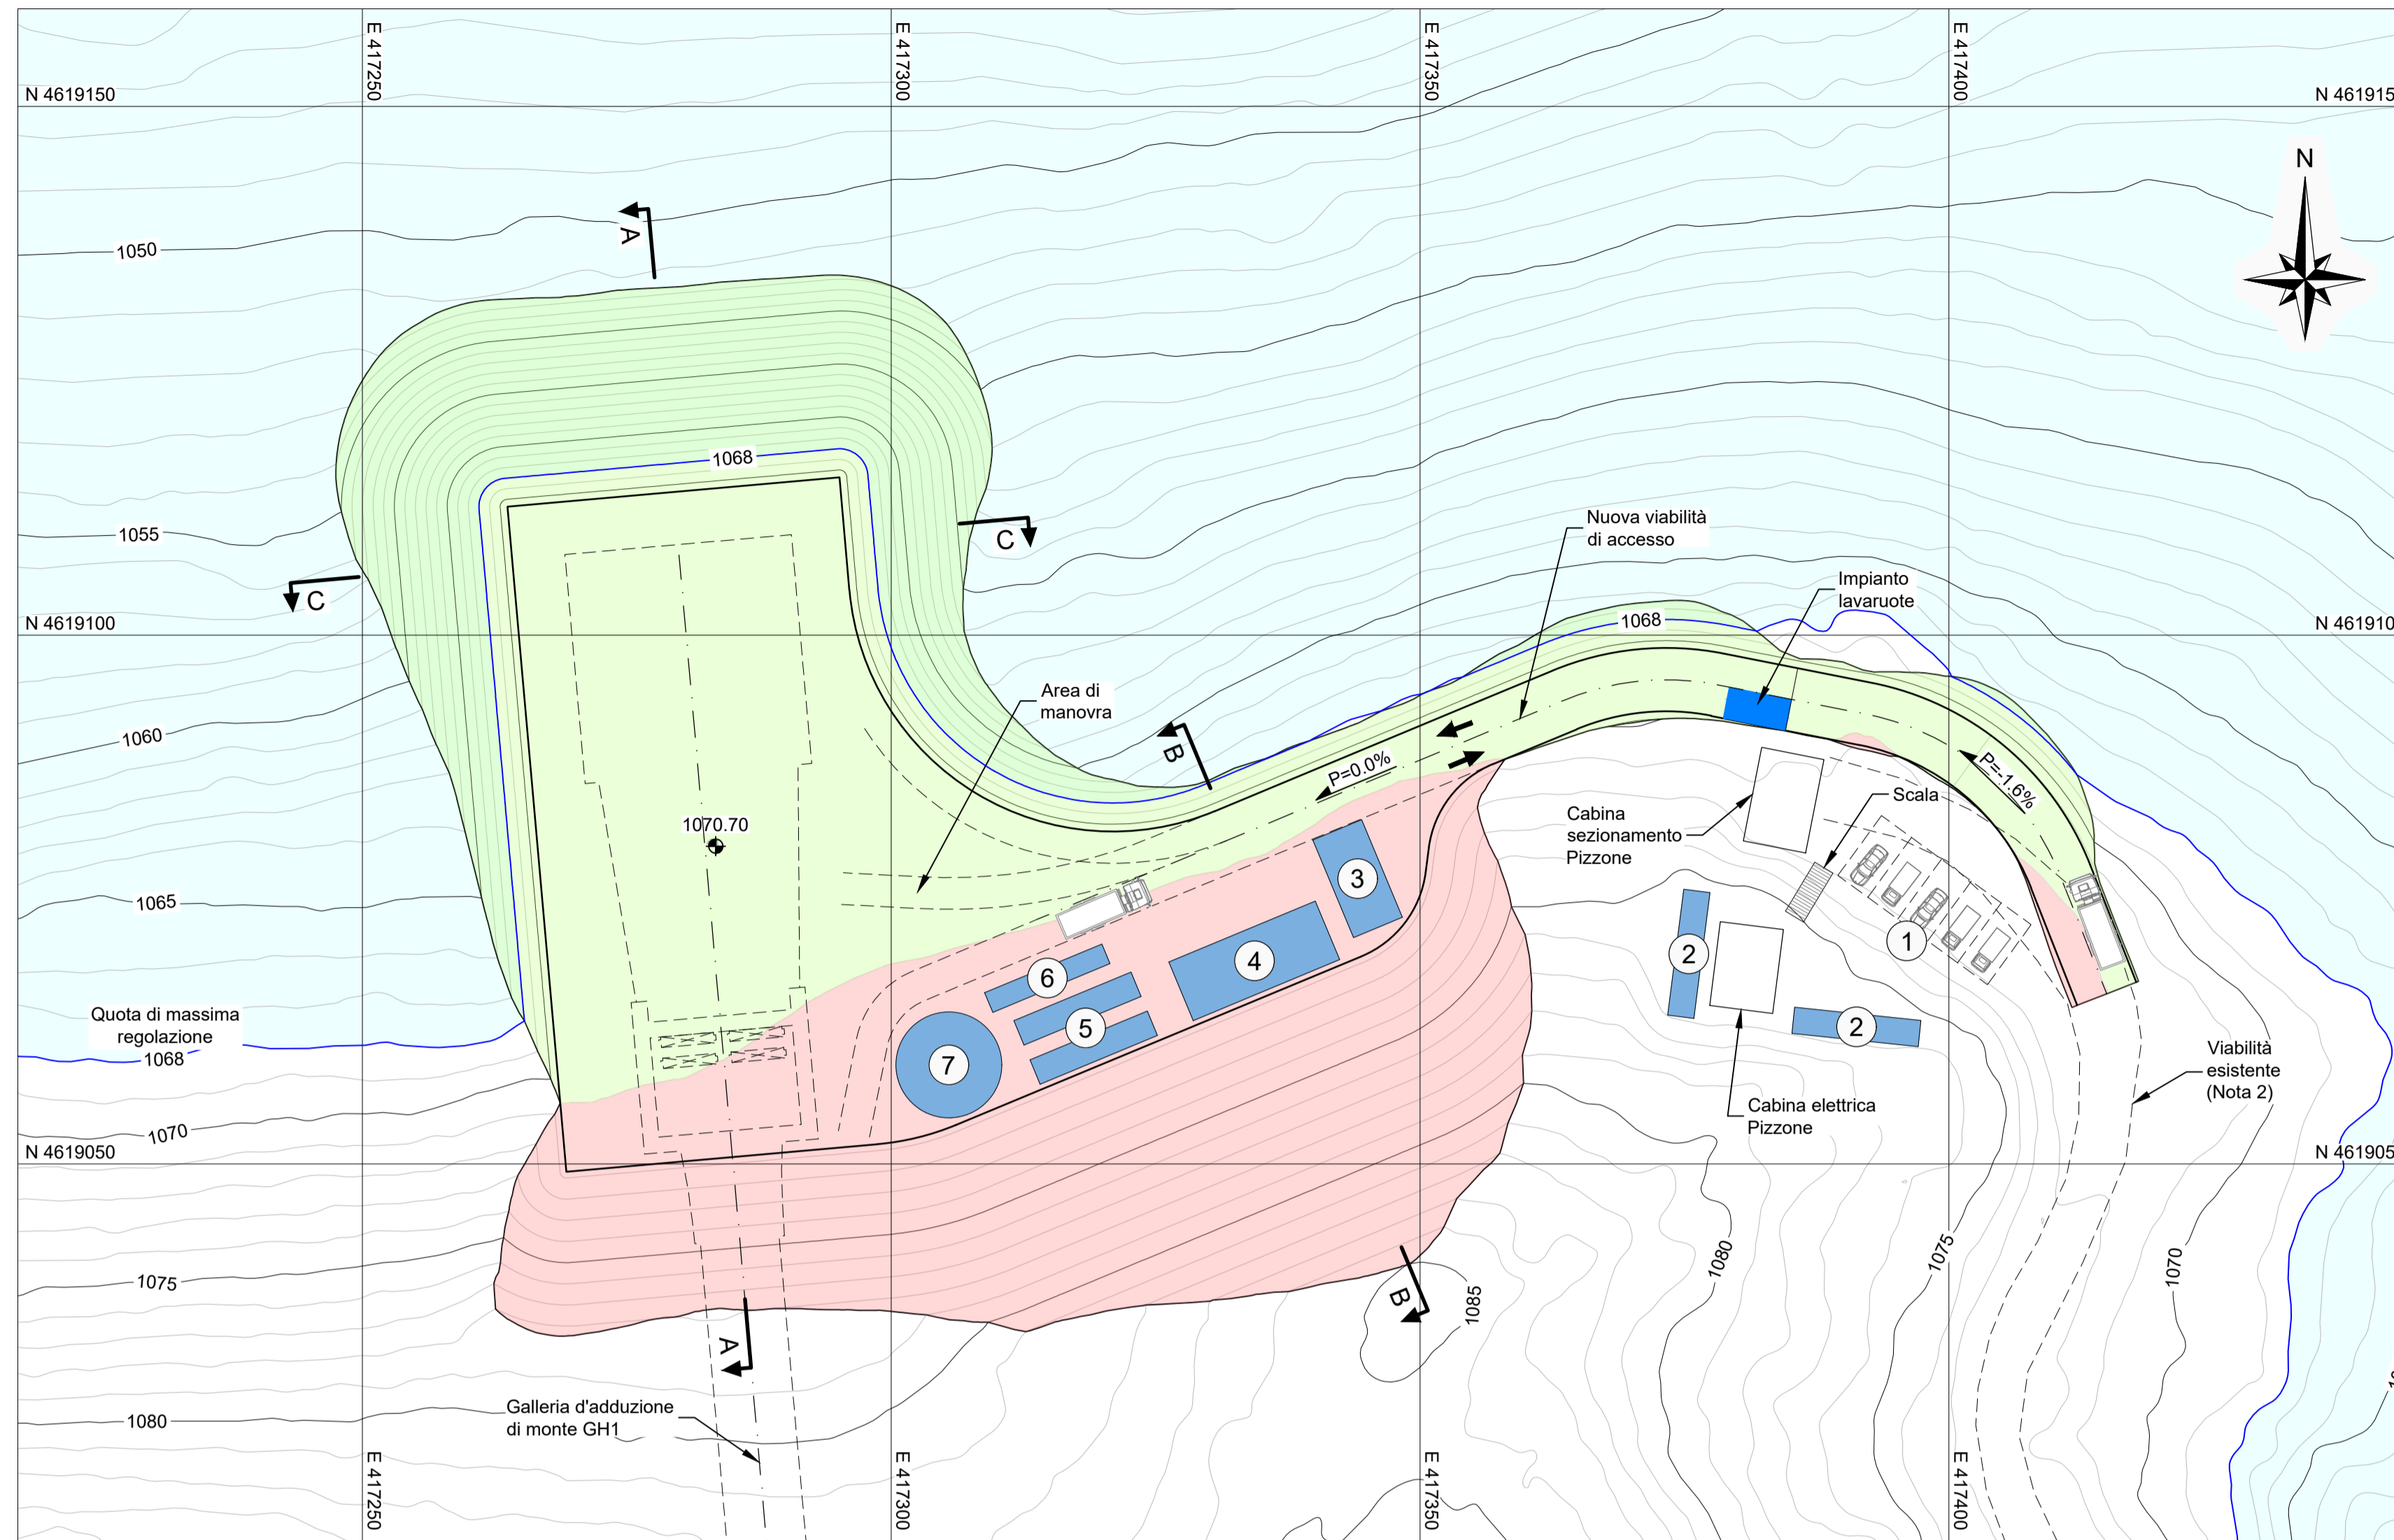 E 417250
E 417300
E 417350
E 417400
N 4619150
N 461915
N
A
1050
1068
Nuova viabilità
di accesso
1055
C
C
Impianto
lavaruote
N 4619100
1068
N 461910
Area di
manovra
1060
B
P=0.0%
P=-1.6%
Scala
Cabina
sezionamento
Pizzone
1070.70
3
1065
1
2
4
6
Quota di massima
regolazione
1068
5
2
7
Viabilità
esistente
(Nota 2)
Cabina elettrica
Pizzone
1070
N 4619050
N 461905
1080
1075
1070
1075
B
1085
A
Galleria d'adduzione
di monte GH1
1080
E 417250
E 417300
E 417350
E 417400